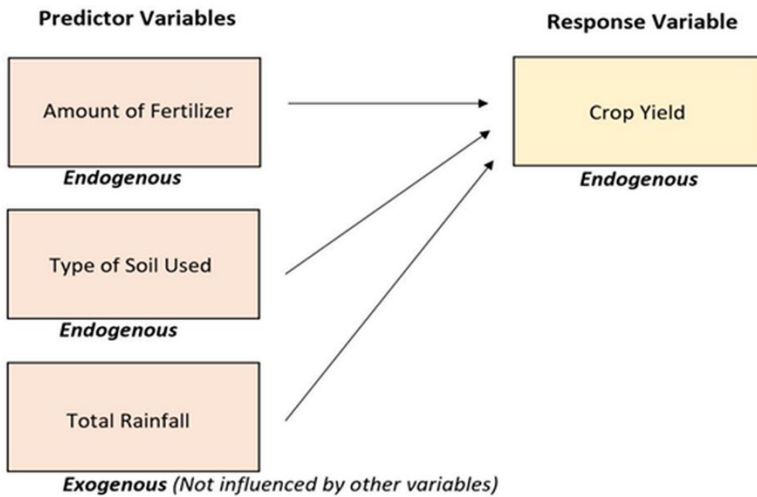 Predictor Variables
Response Variable
Amount of Fertilizer
Crop Yield
Endogenous
Endogenous
Type of Soil Used
Endogenous
Total Rainfall
Exogenous (Not influenced by other variables)